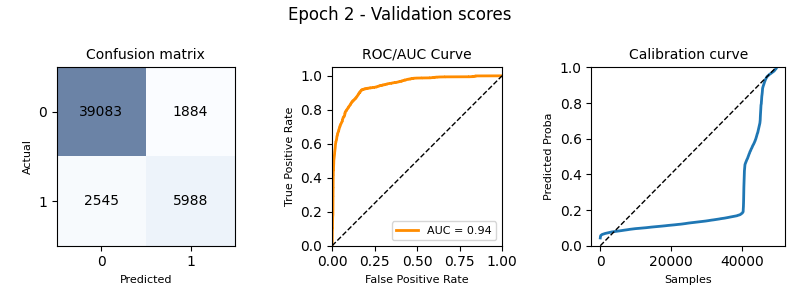 Epoch 2 - Validation scores
Confusion matrix
Actual
0
1
39083
1884
2545
5988
0
1
Predicted
ROC/AUC Curve
True Positive Rate
1.0
0.8
0.6
0.4
0.2
0.0
AUC = 0.94
0.00
0.25
0.50
0.75
1.00
False Positive Rate
Calibration curve
Predicted Proba
1.0
0.8
0.6
0.4
0.2
0.0
0
20000
40000
Samples